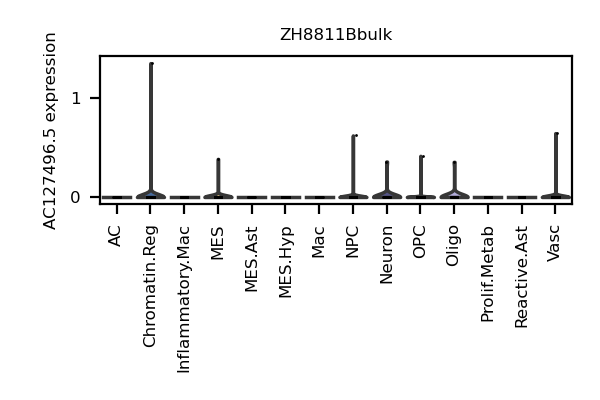 ZH8811Bbulk
AC127496.5 expression
1
0
AC
Chromatin.Reg
Inflammatory.Mac
MES
MES.Ast
MES.Hyp
Mac
NPC
Neuron
OPC
Oligo
Prolif.Metab
Reactive.Ast
Vasc